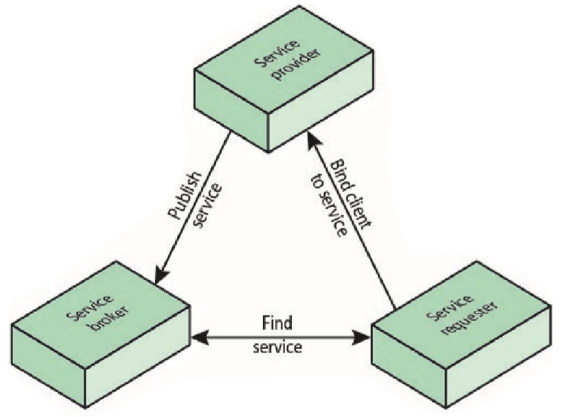 Service
provider
Publish
service
Bind client
to service
Service
broker
Find
service
Service
requester